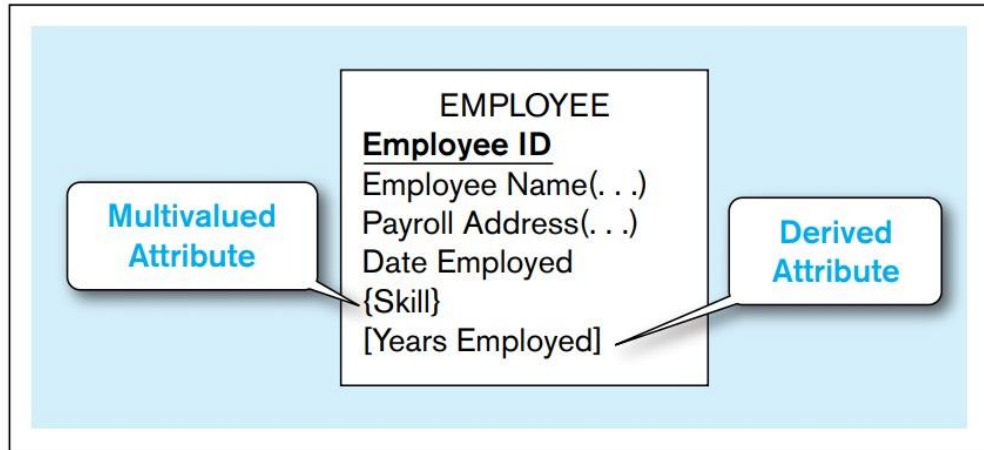 EMPLOYEE
Employee ID
Employee Name(. . .)
Payroll Address(. . .)
Date Employed
{Skill}
[Years Employed]
Multivalued
Attribute
Derived
Attribute